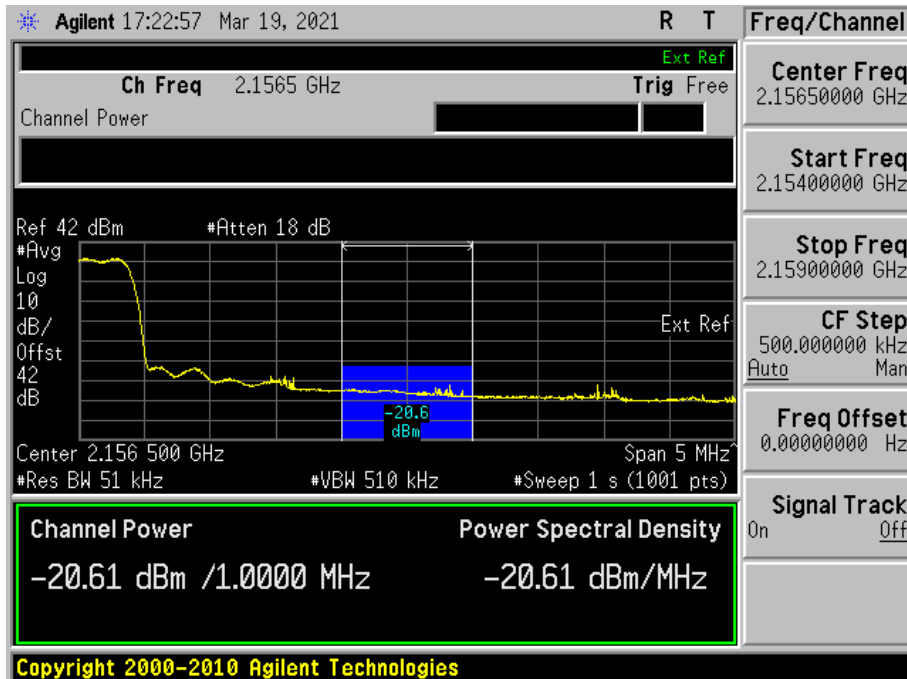 Agilent 17:22:57 Mar 19, 2021 R T
Freq/Channel
Ext Ref
Ch Freq 2.1565 GHz Trig Free
Channel Power
Center Freq
2.15650000 GHz
Start Freq
2.15400000 GHz
Stop Freq
2.15900000 GHz
CF Step
500.000000 kHz
Auto Man
Freq Offset
0.00000000 Hz
Signal Track
On Off
Ref 42 dBm #Atten 18 dB
#Avg
Log
10
dB/
Offst
42
dB
Ext Ref
-20.6
dBm
Center 2.156 500 GHz Span 5 MHz^
#Res BW 51 kHz #VBW 510 kHz #Sweep 1 s (1001 pts)
Channel Power Power Spectral Density
-20.61 dBm /1.0000 MHz -20.61 dBm/MHz
Copyright 2000-2010 Agilent Technologies